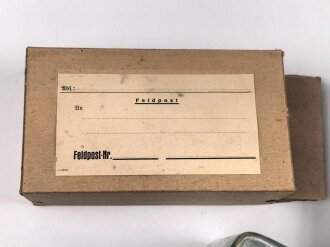 Abs.:
Feldpost
An
Feldpost-Nr.